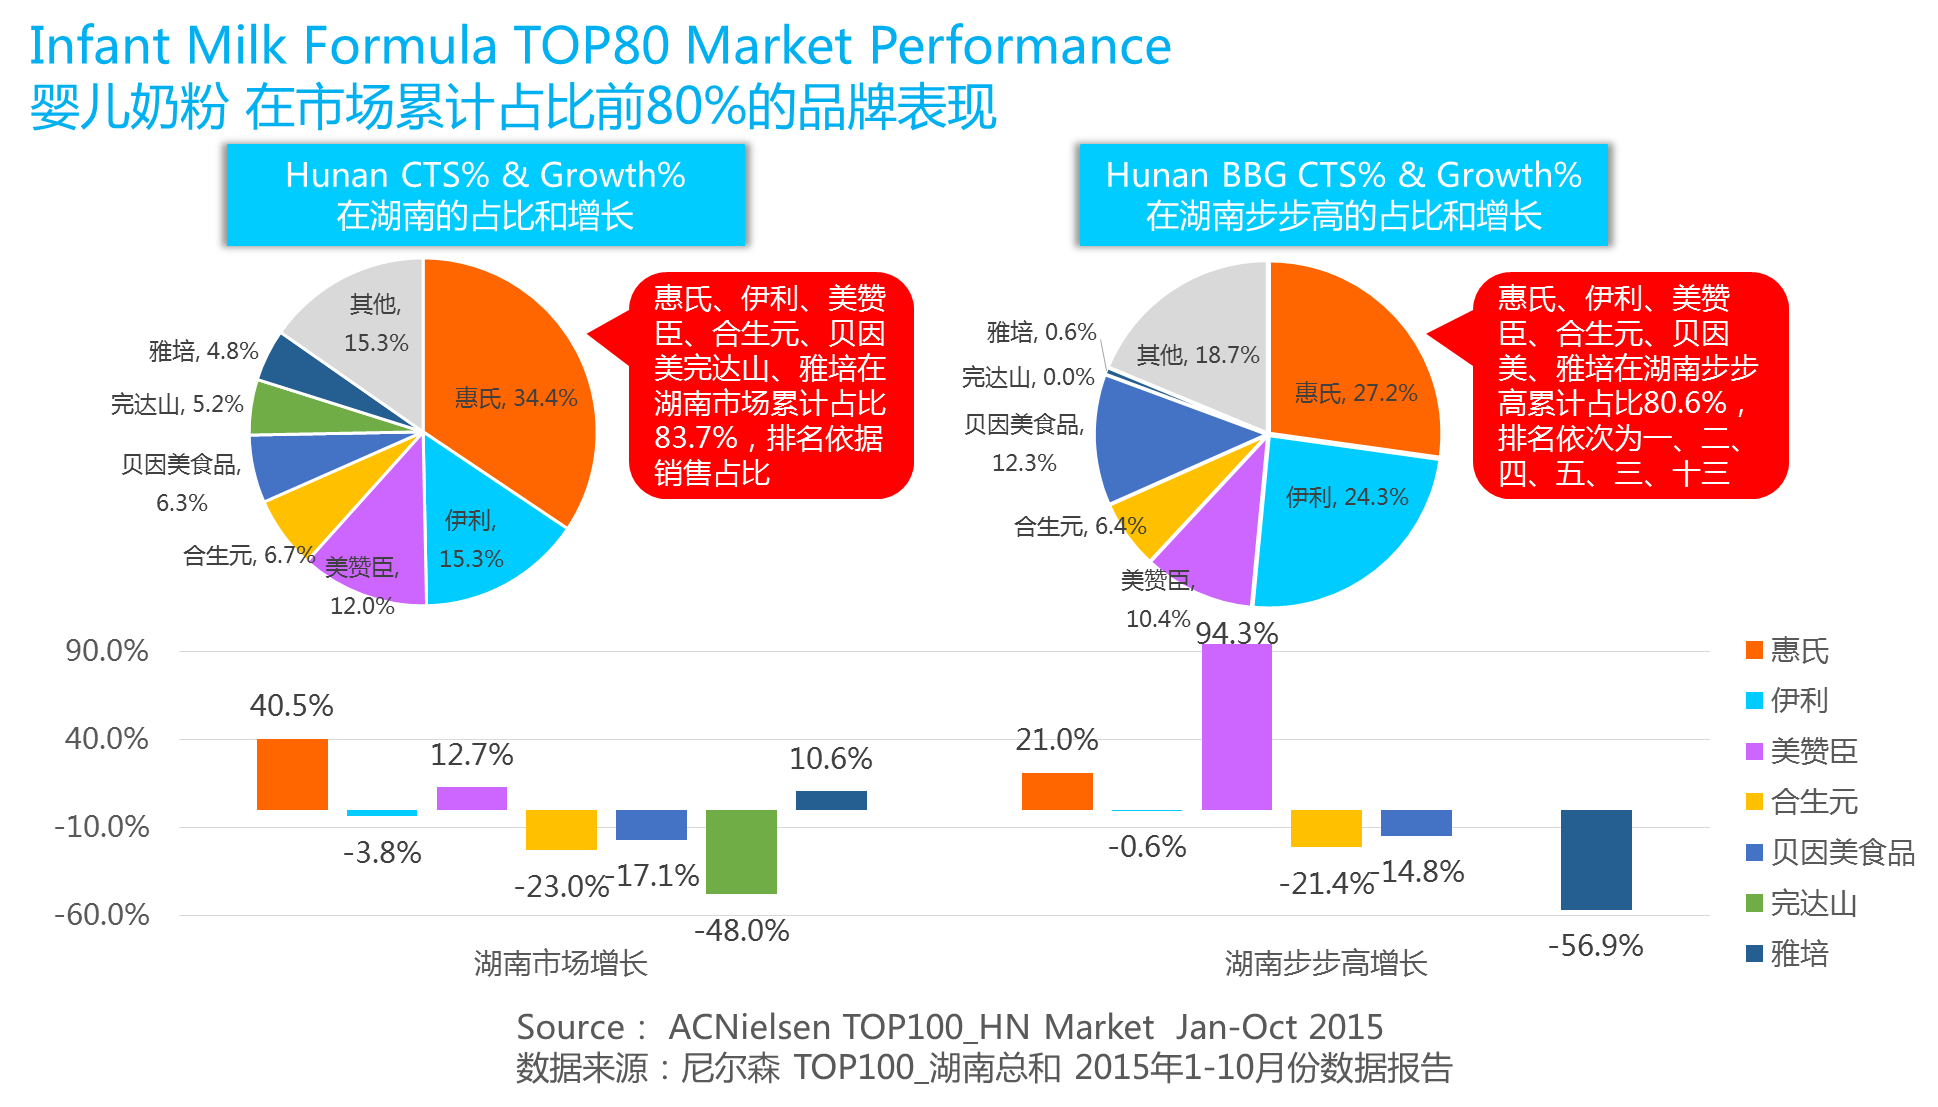 Infant Milk Formula TOP80 Market Performance
婴儿奶粉 在市场累计占比前80%的品牌表现
Hunan CTS% & Growth%
在湖南的占比和增长
其他,
15.3%
雅培, 4.8%
完达山, 5.2%
贝因美食品,
6.3%
合生元, 6.7%
美赞臣,
12.0%
伊利,
15.3%
惠氏, 34.4%
惠氏、伊利、美赞
臣、合生元、贝因
美完达山、雅培在
湖南市场累计占比
83.7%，排名依据
销售占比
Hunan BBG CTS% & Growth%
在湖南步步高的占比和增长
雅培, 0.6%
其他, 18.7%
完达山, 0.0%
贝因美食品,
12.3%
合生元, 6.4%
美赞臣,
10.4%
伊利, 24.3%
惠氏, 27.2%
惠氏、伊利、美赞
臣、合生元、贝因
美、雅培在湖南步步
高累计占比80.6%，
排名依次为一、二、
四、五、三、十三
90.0%
40.0%
-10.0%
-60.0%
40.5%
-3.8%
12.7%
-23.0%
-17.1%
-48.0%
10.6%
湖南市场增长
21.0%
-0.6%
94.3%
-21.4%
-14.8%
-56.9%
湖南步步高增长
惠氏
伊利
美赞臣
合生元
贝因美食品
完达山
雅培
Source： ACNielsen TOP100_HN Market  Jan-Oct 2015
数据来源：尼尔森 TOP100_湖南总和 2015年1-10月份数据报告